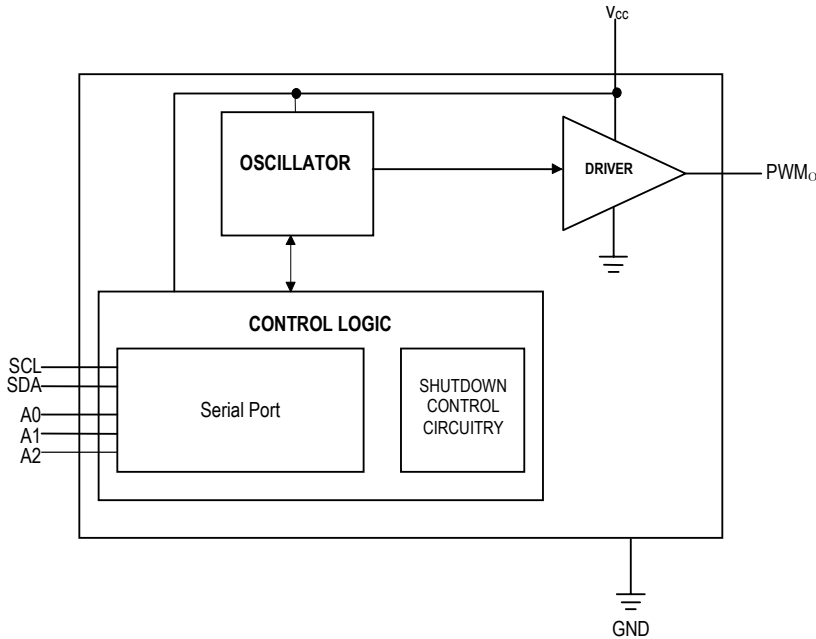 VCC
OSCILLATOR
DRIVER
PWMO
CONTROL LOGIC
SCL
SDA
A0
A1
A2
Serial Port
SHUTDOWN
CONTROL
CIRCUITRY
GND